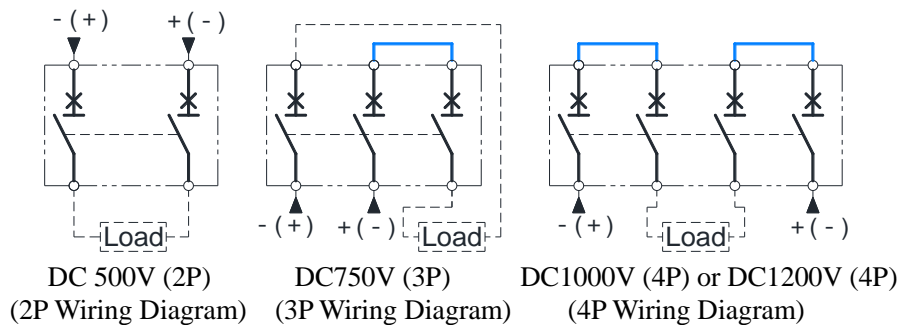 - ( + ) + ( - )
Load
DC 500V (2P)
(2P Wiring Diagram)
- ( + ) + ( - )
Load
DC750V (3P)
(3P Wiring Diagram)
- ( + ) + ( - )
Load
DC1000V (4P) or DC1200V (4P)
(4P Wiring Diagram)